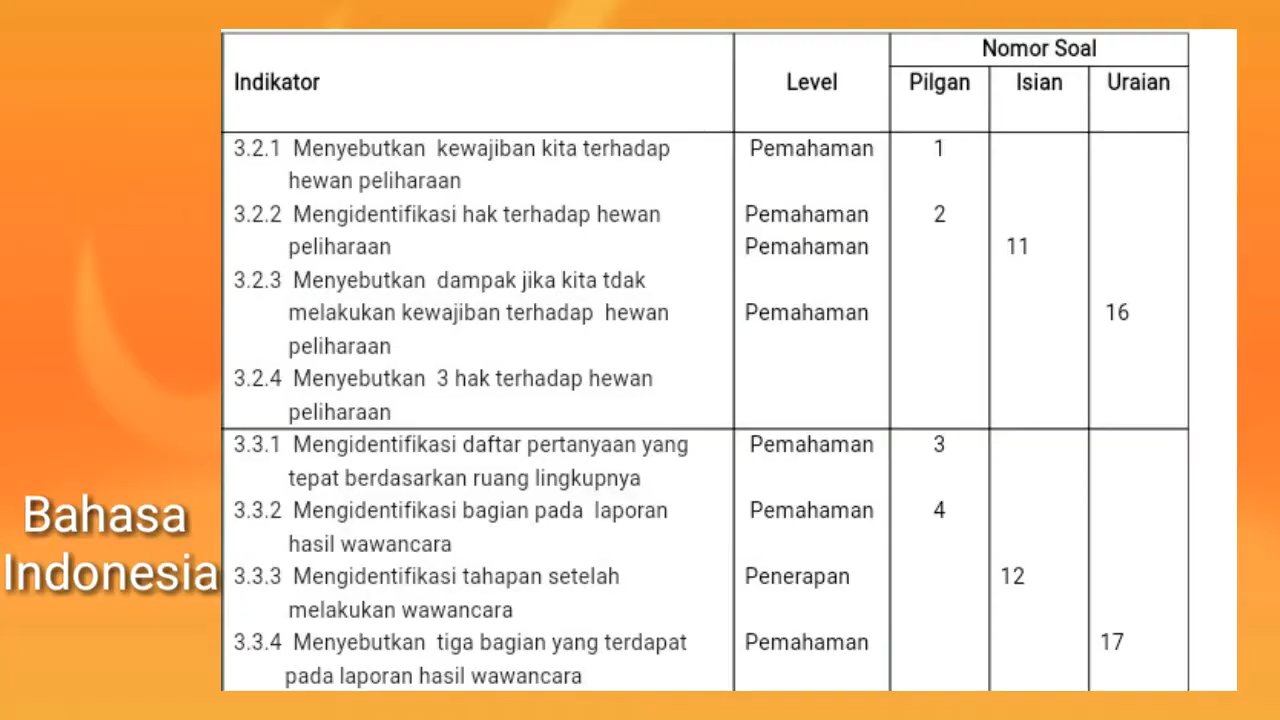 Nomor Soal
Indikator Level Pilgan Isian Uraian
3.2.1 Menyebutkan kewajiban kita terhadap Pemahaman 1
hewan peliharaan
3.2.2 Mengidentifikasi hak terhadap hewan Pemahaman 2
peliharaan Pemahaman 11
3.2.3 Menyebutkan dampak jika kita tdak
melakukan kewajiban terhadap hewan Pemahaman 16
peliharaan
3.2.4 Menyebutkan 3 hak terhadap hewan
peliharaan
3.3.1 Mengidentifikasi daftar pertanyaan yang Pemahaman 3
tepat berdasarkan ruang lingkupnya
3.3.2 Mengidentifikasi bagian pada laporan Pemahaman 4
hasil wawancara
3.3.3 Mengidentifikasi tahapan setelah Penerapan 12
melakukan wawancara
3.3.4 Menyebutkan tiga bagian yang terdapat Pemahaman 17
pada laporan hasil wawancara
Bahasa
Indonesia